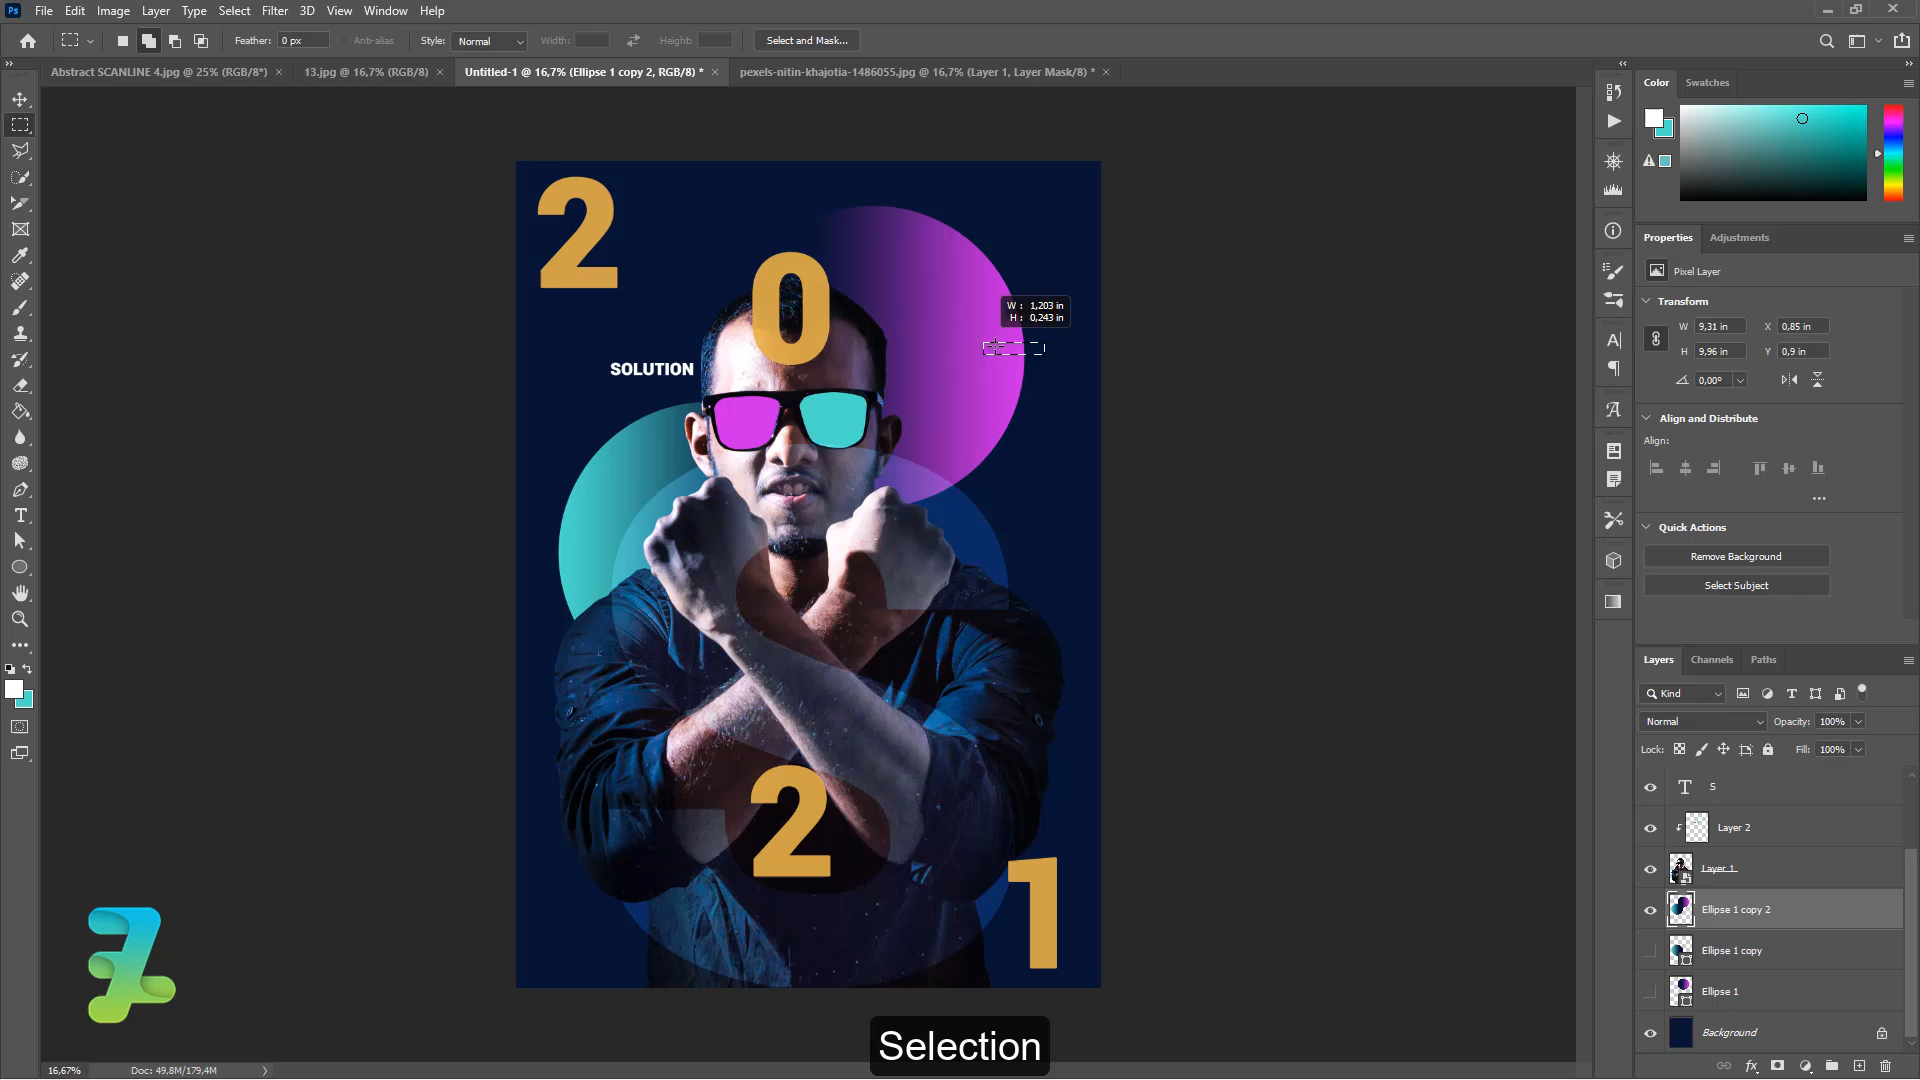 Ps File Edit Image Layer Type Select Filter 3D View Window Help
Feather: 0 px Anti-alias Style: Normal Width: Height: Select and Mask...
Abstract SCANLINE 4.jpg @ 25% (RGB/8*) × 13.jpg @ 16,7% (RGB/8) × Untitled-1 @ 16,7% (Ellipse 1 copy 2, RGB/8) * × pexels-nitin-khajotia-1486055.jpg @ 16,7% (Layer 1, Layer Mask/8) * ×
Color Swatches
Properties Adjustments
Pixel Layer
Transform
W 9,31 in X 0,85 in
H 9,96 in Y 0,9 in
0,00°
Align and Distribute
Align:
Quick Actions
Remove Background
Select Subject
2
0
W : 1,203 in
H : 0,243 in
SOLUTION
2
1
Layers Channels Paths
Kind
Normal Opacity: 100%
Lock: Fill: 100%
T S
Layer 2
Layer 1
Ellipse 1 copy 2
Ellipse 1 copy
Ellipse 1
Background
Selection
16,67% Doc: 49,8M/179,4M